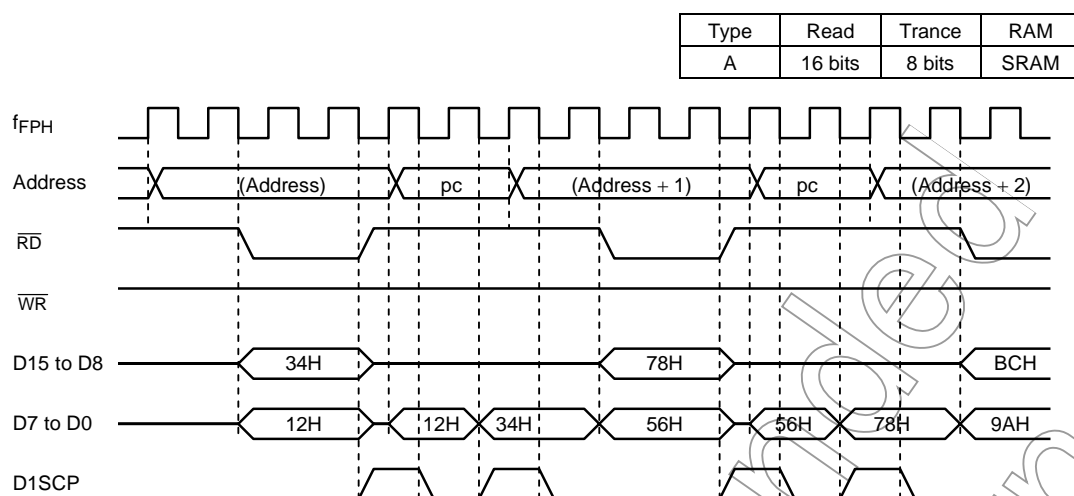 Type Read Trance RAM
A 16 bits 8 bits SRAM
fFPH
Address (Address) pc (Address + 1) pc (Address + 2)
RD
WR
D15 to D8 34H 78H BCH
D7 to D0 12H 12H 34H 56H 56H 78H 9AH
D1SCP